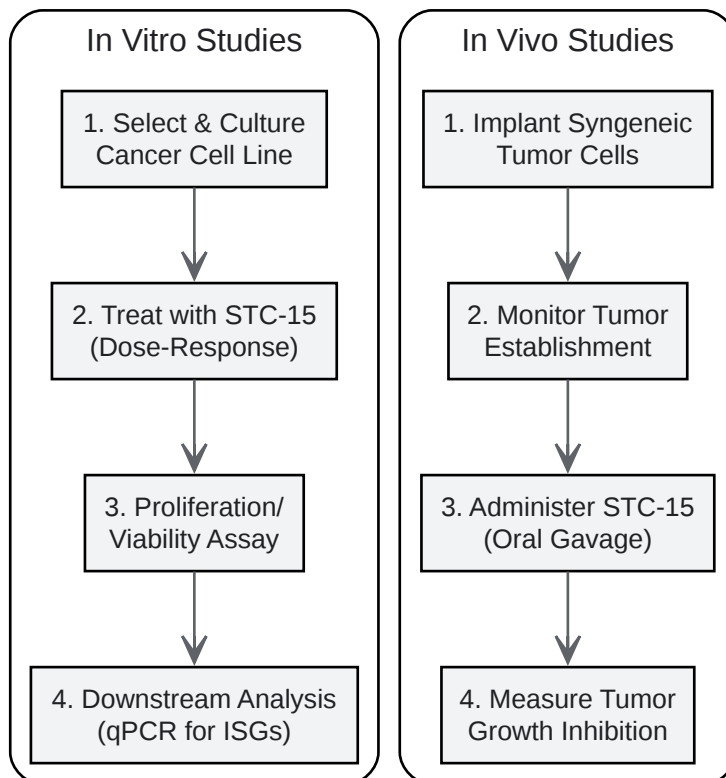 In Vitro Studies
1. Select & Culture
Cancer Cell Line
2. Treat with STC-15
(Dose-Response)
3. Proliferation/
Viability Assay
4. Downstream Analysis
(qPCR for ISGs)
In Vivo Studies
1. Implant Syngeneic
Tumor Cells
2. Monitor Tumor
Establishment
3. Administer STC-15
(Oral Gavage)
4. Measure Tumor
Growth Inhibition